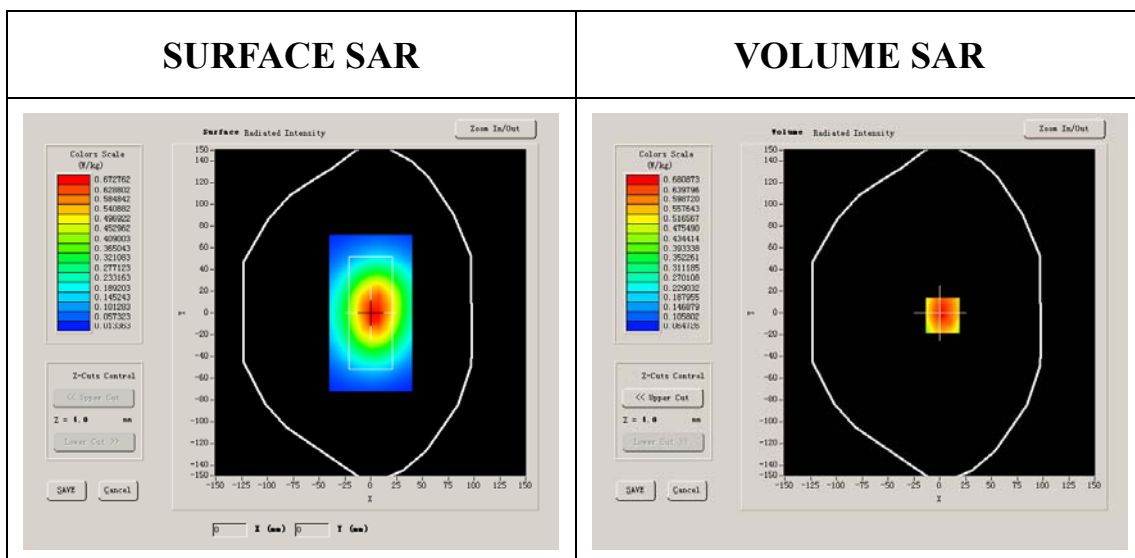 SURFACE SAR
VOLUME SAR
Surface Radiated Intensity
Zoom In/Out
Colors Scale
(W/kg)
0.672762
0.628802
0.584842
0.540882
0.496922
0.452962
0.409003
0.365043
0.321083
0.277123
0.233163
0.189203
0.145243
0.101283
0.057323
0.013363
150
140
120
100
80
60
40
20
0
-20
-40
-60
-80
-100
-120
-140
-150
Y
-150 -125 -100 -75 -50 -25 0 25 50 75 100 125 150
X
Z-Cuts Control
<< Upper Cut
Z = 4.0 mm
Lower Cut >>
SAVE Cancel
0 X (mm) 0 Y (mm)
Volume Radiated Intensity
Zoom In/Out
Colors Scale
(W/kg)
0.680873
0.639796
0.598720
0.557643
0.516567
0.475490
0.434414
0.393338
0.352261
0.311185
0.270108
0.229032
0.187955
0.146879
0.105802
0.064726
150
140
120
100
80
60
40
20
0
-20
-40
-60
-80
-100
-120
-140
-150
Y
-150 -125 -100 -75 -50 -25 0 25 50 75 100 125 150
X
Z-Cuts Control
<< Upper Cut
Z = 4.0 mm
Lower Cut >>
SAVE Cancel